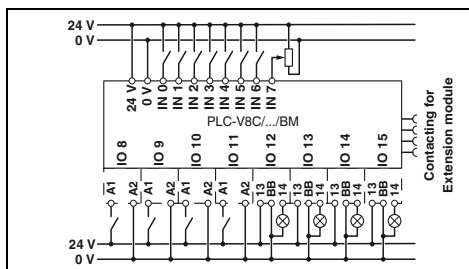 24 V
0 V
24 V
0 V
IN 0
IN 1
IN 2
IN 3
IN 4
IN 5
IN 6
IN 7
PLC-V8C/.../BM
IO 8
IO 9
IO 10
IO 11
IO 12
IO 13
IO 14
IO 15
Contacting for
Extension module
A1
A2
A1
A2
A1
A2
A1
A2
13
BB
14
13
BB
14
13
BB
14
13
BB
14
24 V
0 V